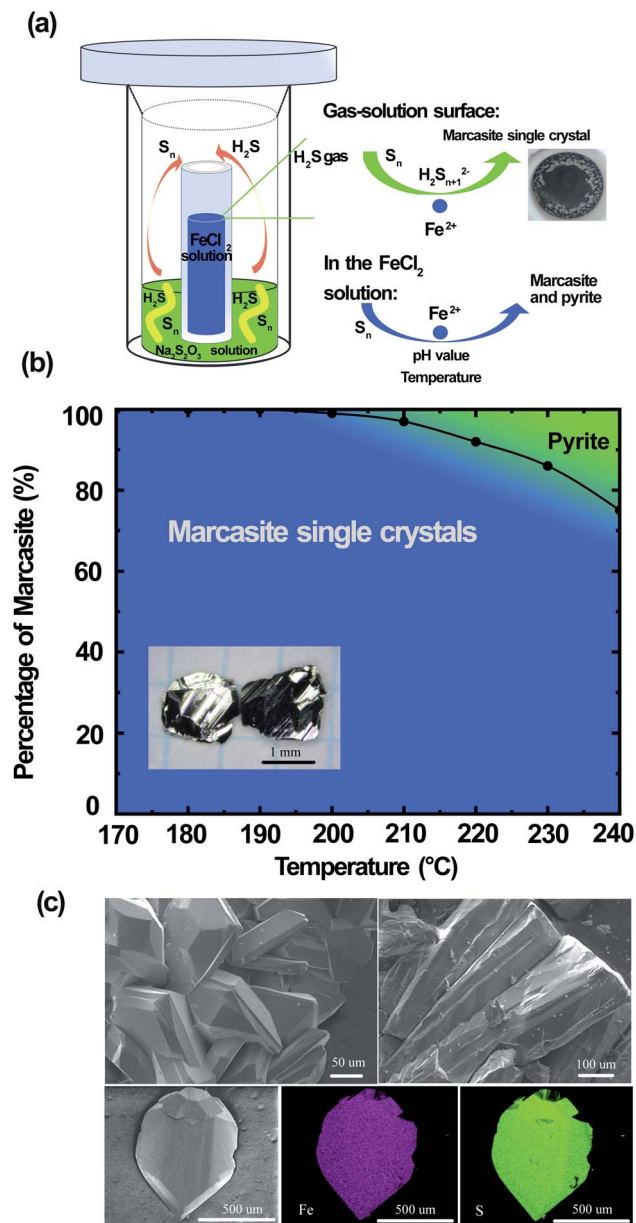 (a)
Gas-solution surface:
Sn
H2S
H2S gas
Sn
H2Sn+1 2-
Marcasite single crystal
Fe2+
FeCl2
solution
In the FeCl2
solution:
Fe2+
Marcasite
and pyrite
Sn
pH value
Temperature
H2S
Sn
H2S
Sn
Na2S2O3 solution
(b)
Percentage of Marcasite (%)
100
80
60
40
20
0
Pyrite
Marcasite single crystals
1 mm
170 180 190 200 210 220 230 240
Temperature (°C)
(c)
50 um
100 um
500 um
Fe
500 um
S
500 um